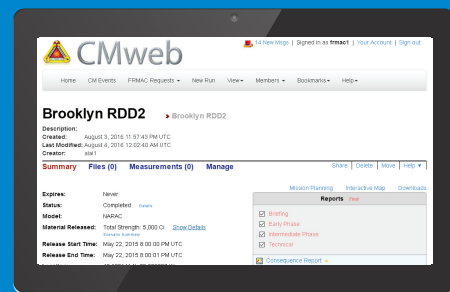 14 New Msgs | Signed in as frmac1 | Your Account | Sign out
CMweb
Home CM Events FRMAC Requests New Run View Members Bookmarks Help
Brooklyn RDD2 Brooklyn RDD2
Description:
Created: August 3, 2016 11:57:43 PM UTC
Last Modified: August 4, 2016 12:02:40 AM UTC
Creator:
Summary Files (0) Measurements (0) Manage Share Delete Move Help
Mission Planning Interactive Map Downloads
Expires: Never
Reports
Status: Completed Details
Briefing
Model: NARAC
Early Phase
Material Released: Total Strength: 5,000 Ci Show Details
Intermediate Phase
Technical
Release Start Time: May 22, 2015 8:00:00 PM UTC
Release End Time: May 22, 2015 8:00:01 PM UTC
Consequence Report